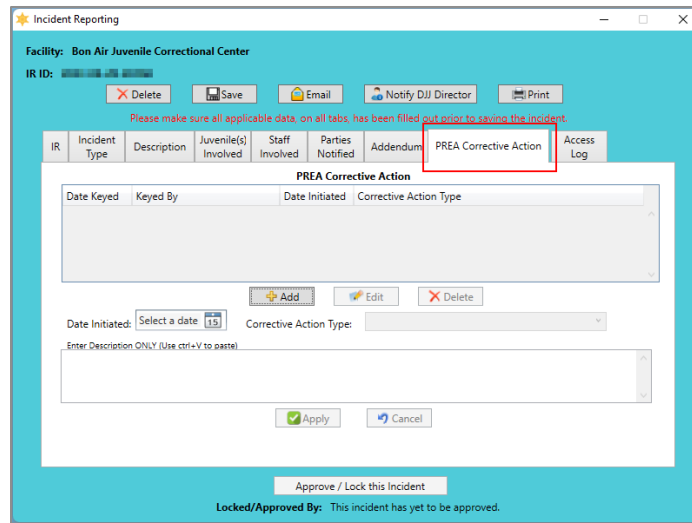 Incident Reporting
Facility: Bon Air Juvenile Correctional Center
IR ID:
Delete Save Email Notify DJJ Director Print
Please make sure all applicable data, on all tabs, has been filled out prior to saving the incident.
IR Incident Type Description Juvenile(s) Involved Staff Involved Parties Notified Addendum PREA Corrective Action Access Log
PREA Corrective Action
Date Keyed Keyed By Date Initiated Corrective Action Type
Add Edit Delete
Date Initiated: Select a date 15 Corrective Action Type:
Enter Description ONLY (Use ctrl+V to paste)
Apply Cancel
Approve / Lock this Incident
Locked/Approved By: This incident has yet to be approved.